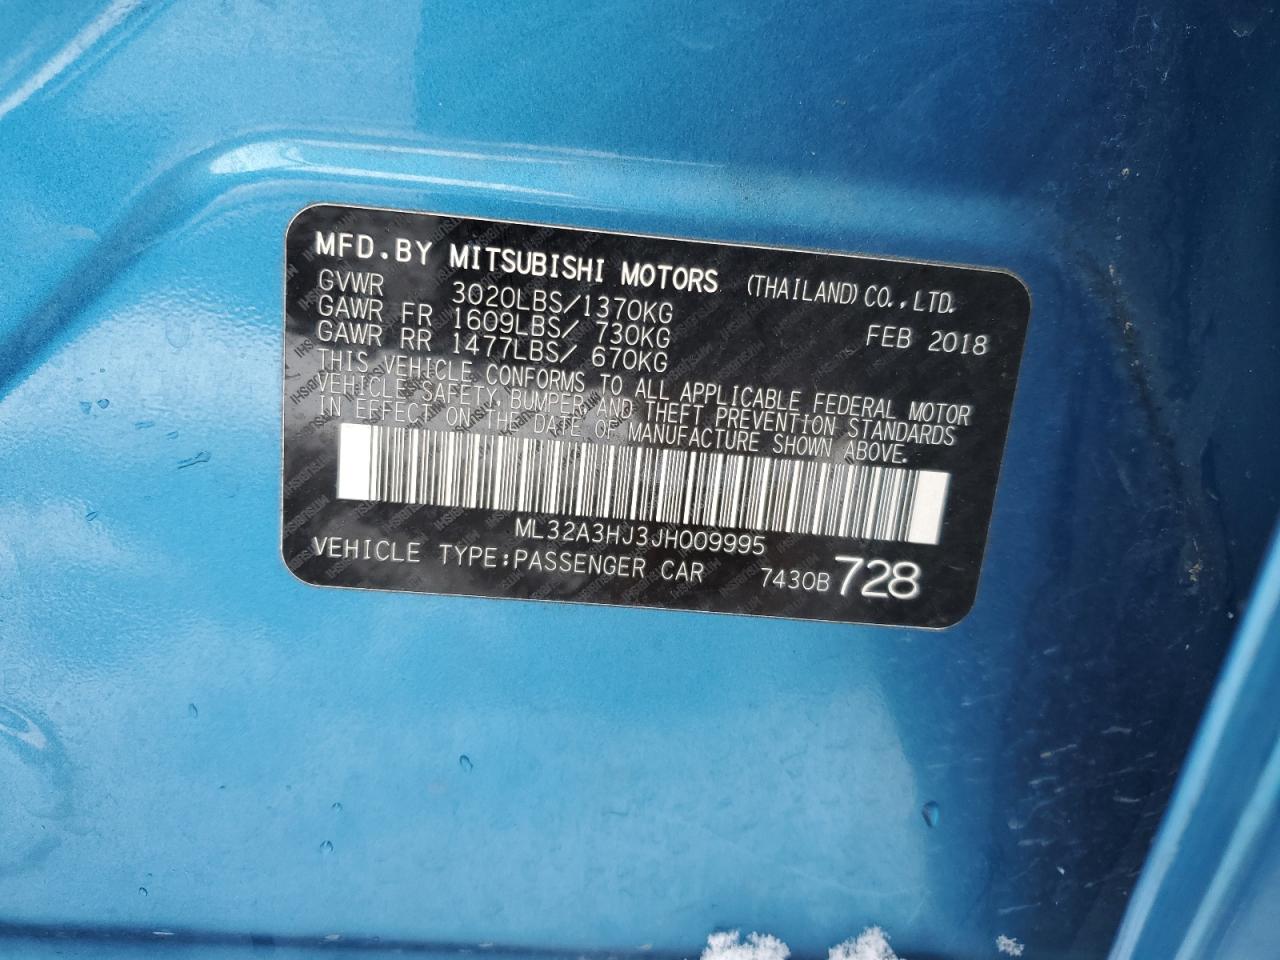 MFD.BY MITSUBISHI MOTORS (THAILAND) CO., LTD.
GVWR 3020LBS/1370KG FEB 2018
GAWR FR 1609LBS/ 730KG
GAWR RR 1477LBS/ 670KG
THIS VEHICLE CONFORMS TO ALL APPLICABLE FEDERAL MOTOR
VEHICLE SAFETY, BUMPER AND THEFT PREVENTION STANDARDS
IN EFFECT ON THE DATE OF MANUFACTURE SHOWN ABOVE.
ML32A3HJ3JH009995
VEHICLE TYPE:PASSENGER CAR 7430B 728